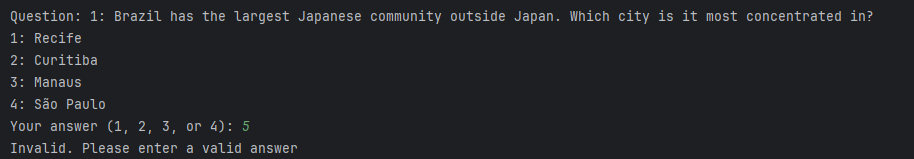 Question: 1: Brazil has the largest Japanese community outside Japan. Which city is it most concentrated in?
1: Recife
2: Curitiba
3: Manaus
4: São Paulo
Your answer (1, 2, 3, or 4): 5
Invalid. Please enter a valid answer